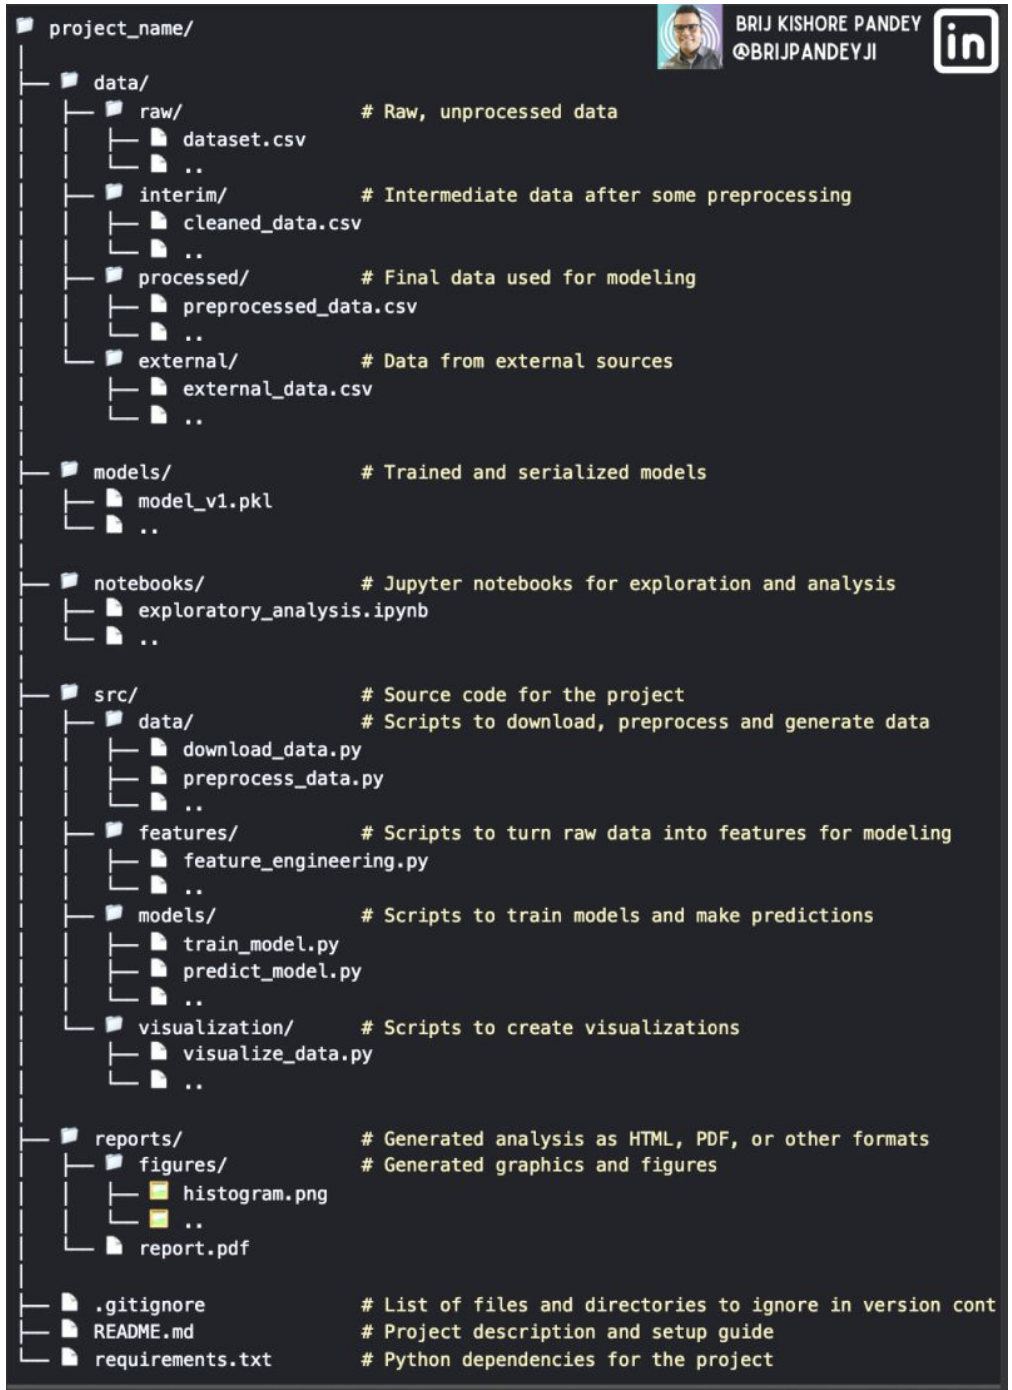 project_name/
BRIJ KISHORE PANDEY
@BRIJPANDEYJI
in
data/
raw/ # Raw, unprocessed data
dataset.csv
..
interim/ # Intermediate data after some preprocessing
cleaned_data.csv
..
processed/ # Final data used for modeling
preprocessed_data.csv
..
external/ # Data from external sources
external_data.csv
..
models/ # Trained and serialized models
model_v1.pkl
..
notebooks/ # Jupyter notebooks for exploration and analysis
exploratory_analysis.ipynb
..
src/ # Source code for the project
data/ # Scripts to download, preprocess and generate data
download_data.py
preprocess_data.py
..
features/ # Scripts to turn raw data into features for modeling
feature_engineering.py
..
models/ # Scripts to train models and make predictions
train_model.py
predict_model.py
..
visualization/ # Scripts to create visualizations
visualize_data.py
..
reports/ # Generated analysis as HTML, PDF, or other formats
figures/ # Generated graphics and figures
histogram.png
..
report.pdf
.gitignore # List of files and directories to ignore in version cont
README.md # Project description and setup guide
requirements.txt # Python dependencies for the project